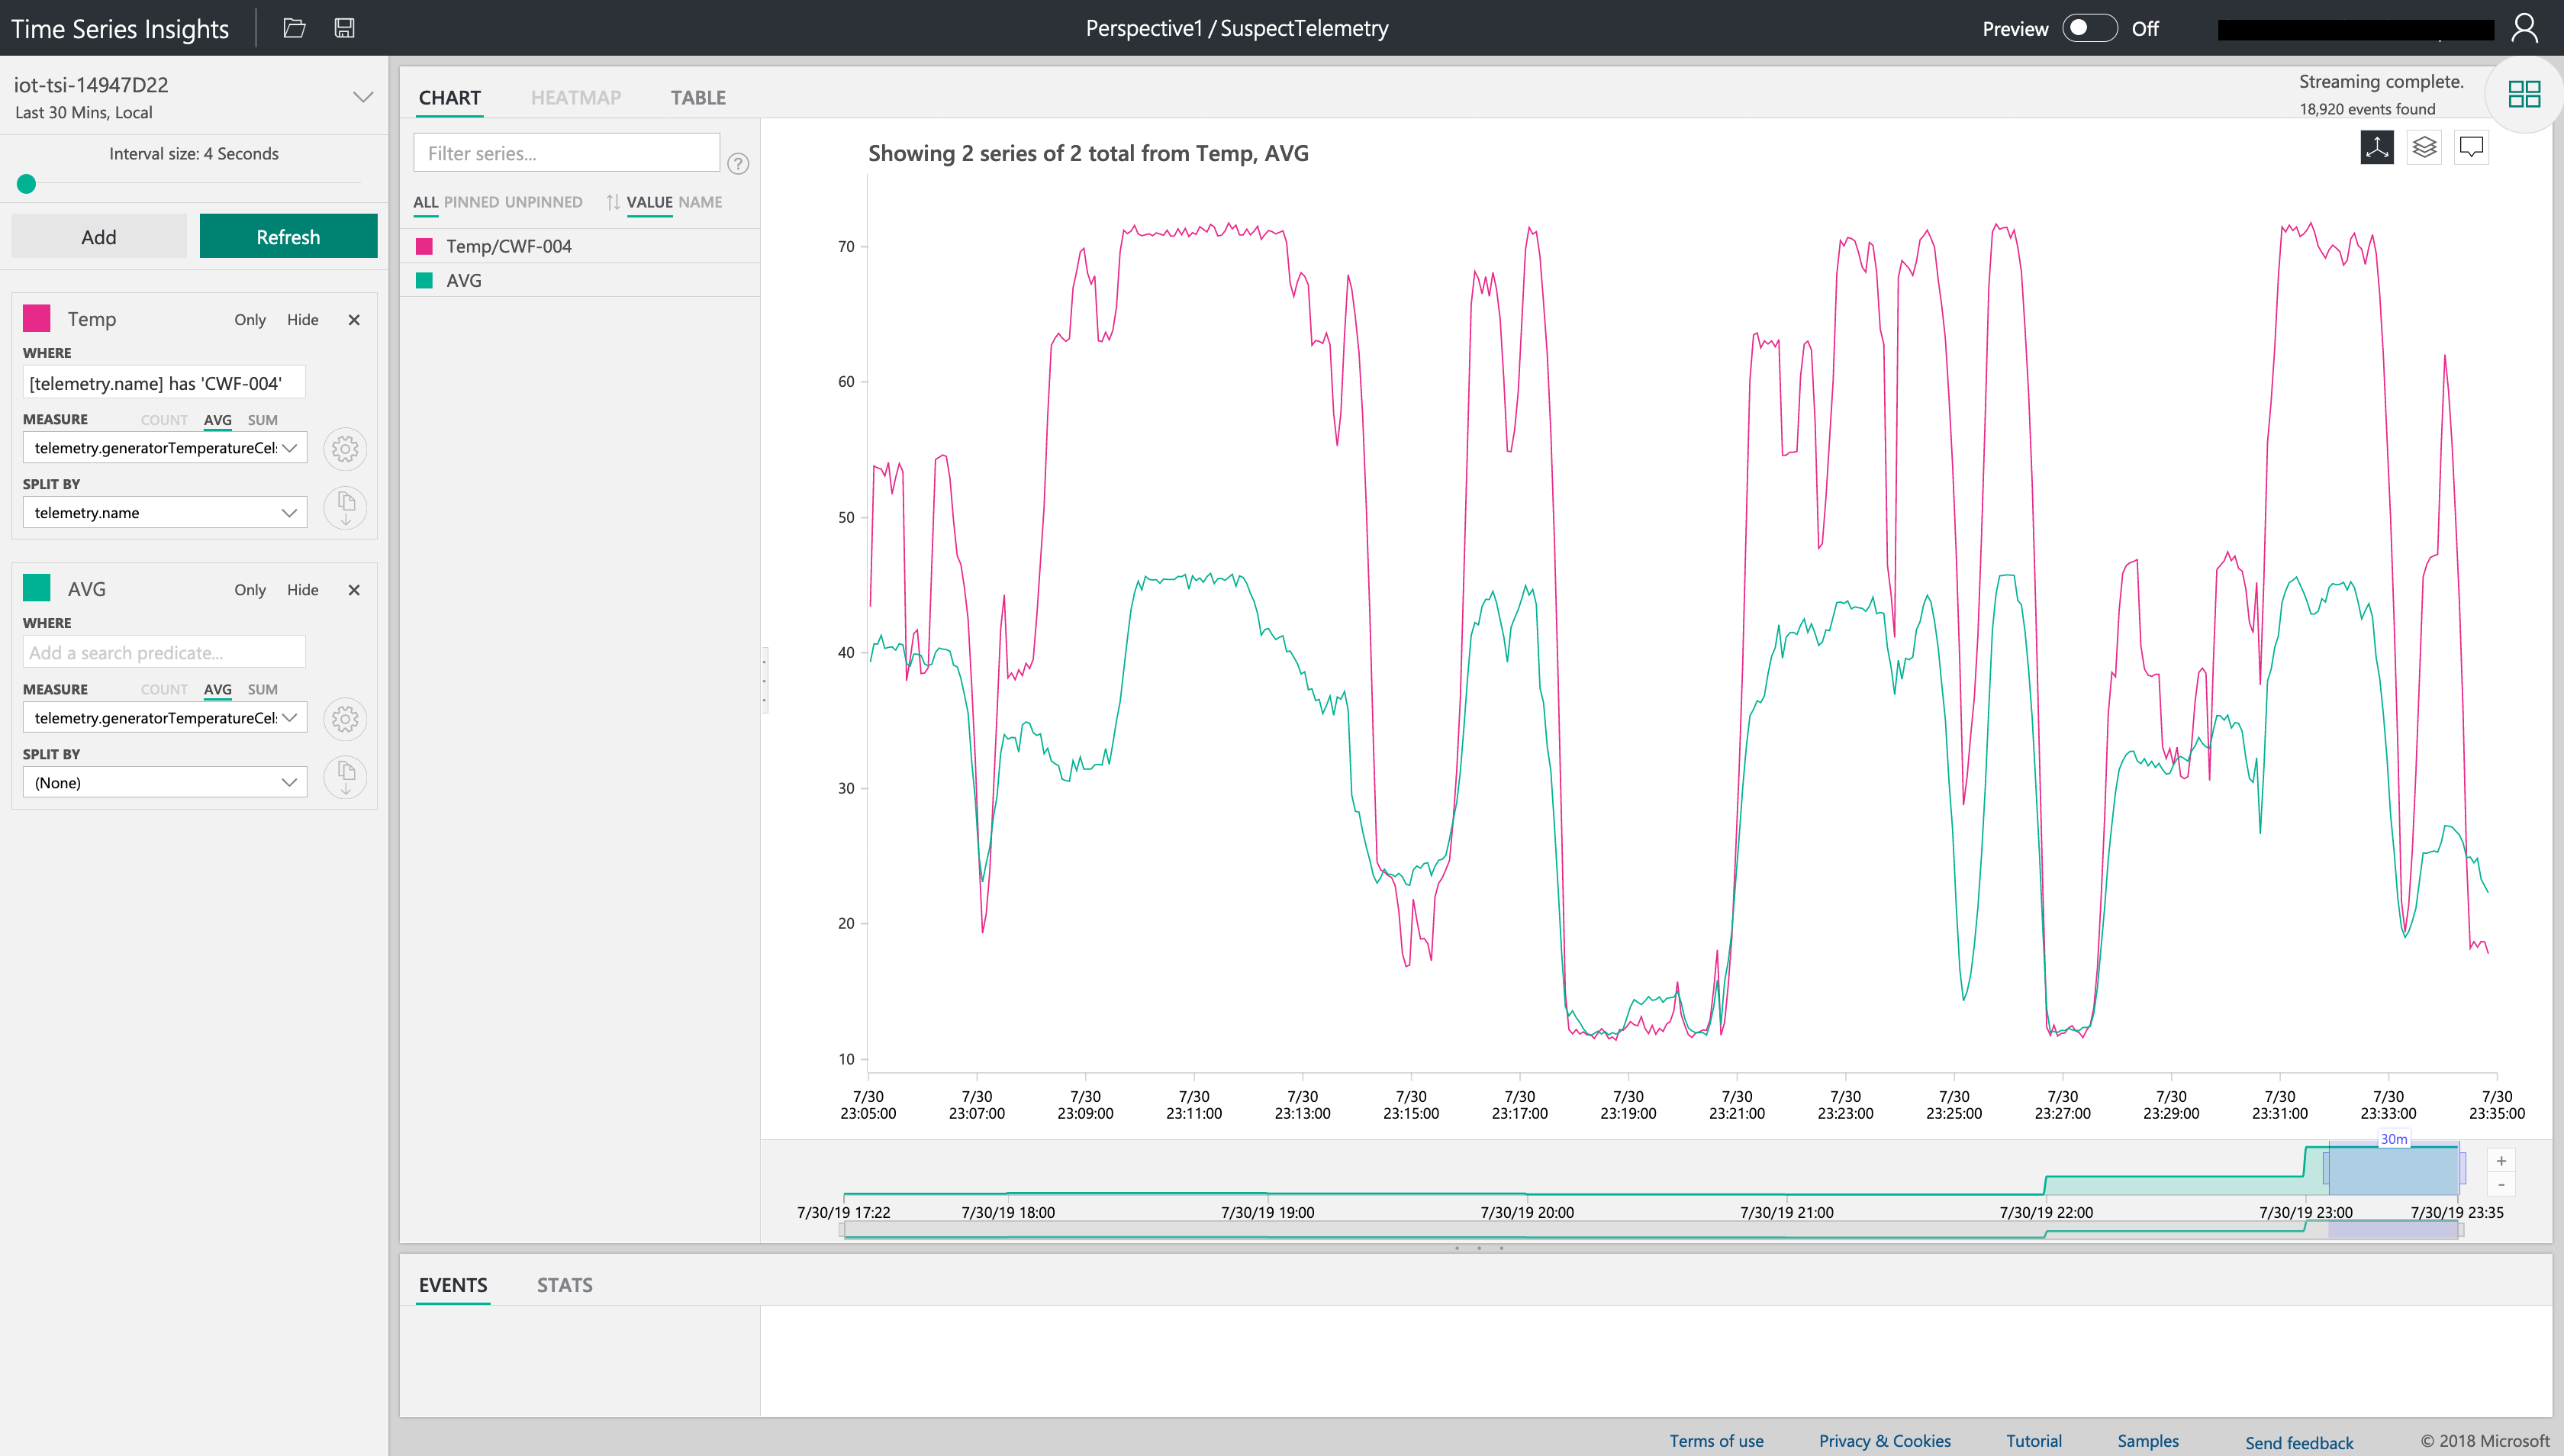 Time Series Insights
Perspective1 / SuspectTelemetry
Preview Off
iot-tsi-14947D22
Last 30 Mins, Local
Interval size: 4 Seconds
Add Refresh
Temp Only Hide
WHERE
[telemetry.name] has 'CWF-004'
MEASURE COUNT AVG SUM
telemetry.generatorTemperatureCel
SPLIT BY
telemetry.name
AVG Only Hide
WHERE
Add a search predicate...
MEASURE COUNT AVG SUM
telemetry.generatorTemperatureCel
SPLIT BY
(None)
CHART HEATMAP TABLE
Streaming complete.
18,920 events found
Filter series...
?
ALL PINNED UNPINNED VALUE NAME
Temp/CWF-004
AVG
Showing 2 series of 2 total from Temp, AVG
70
60
50
40
30
20
10
7/30 7/30 7/30 7/30 7/30 7/30 7/30 7/30 7/30 7/30 7/30 7/30 7/30 7/30 7/30 7/30
23:05:00 23:07:00 23:09:00 23:11:00 23:13:00 23:15:00 23:17:00 23:19:00 23:21:00 23:23:00 23:25:00 23:27:00 23:29:00 23:31:00 23:33:00 23:35:00
30m
+
-
7/30/19 17:22 7/30/19 18:00 7/30/19 19:00 7/30/19 20:00 7/30/19 21:00 7/30/19 22:00 7/30/19 23:00 7/30/19 23:35
EVENTS STATS
Terms of use Privacy & Cookies Tutorial Samples Send feedback © 2018 Microsoft